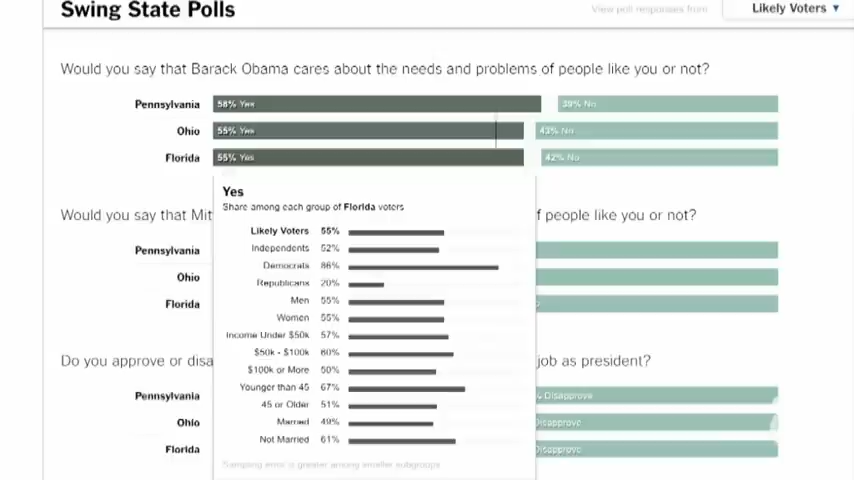 Swing State Polls
View poll responses from
Likely Voters ▼
Would you say that Barack Obama cares about the needs and problems of people like you or not?
Pennsylvania 58% Yes 39% No
Ohio 55% Yes 43% No
Florida 55% Yes 42% No
Yes
Share among each group of Florida voters
Would you say that Mit
f people like you or not?
Likely Voters 55%
Independents 52%
Democrats 86%
Republicans 20%
Men 55%
Women 55%
Income Under $50k 57%
$50k - $100k 60%
$100k or More 50%
Younger than 45 67%
45 or Older 51%
Married 49%
Not Married 61%
Sampling error is greater among smaller subgroups
Pennsylvania
Ohio
Florida
Do you approve or disa
job as president?
Pennsylvania % Disapprove
Ohio Disapprove
Florida Disapprove